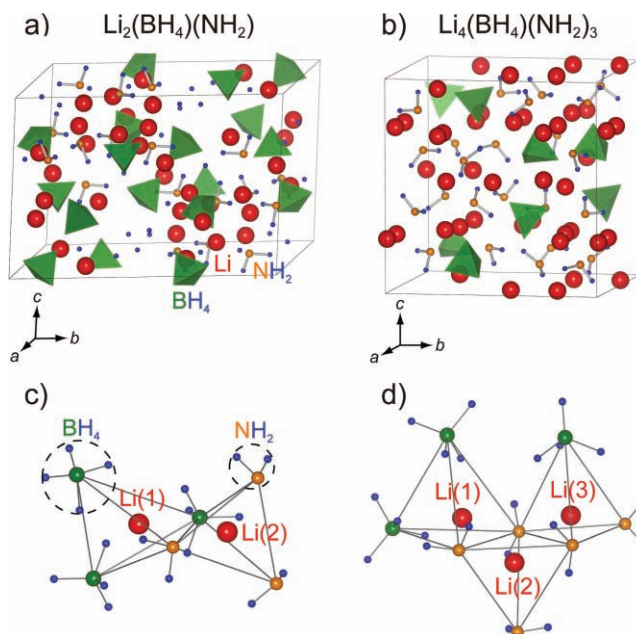 a) Li₂(BH₄)(NH₂)
b) Li₄(BH₄)(NH₂)₃
Li
NH₂
BH₄
c
b
a
c
b
a
c)
d)
BH₄
NH₂
Li(1)
Li(2)
Li(1)
Li(3)
Li(2)